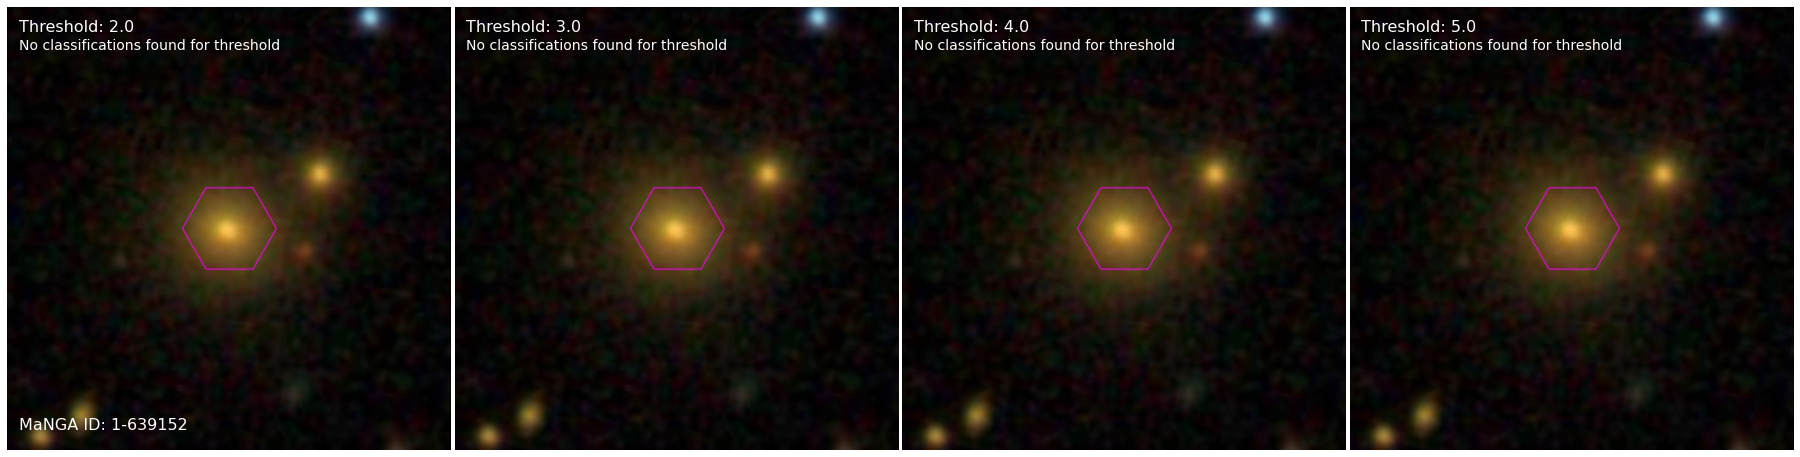 Threshold: 2.0
No classifications found for threshold
MaNGA ID: 1-639152
Threshold: 3.0
No classifications found for threshold
Threshold: 4.0
No classifications found for threshold
Threshold: 5.0
No classifications found for threshold